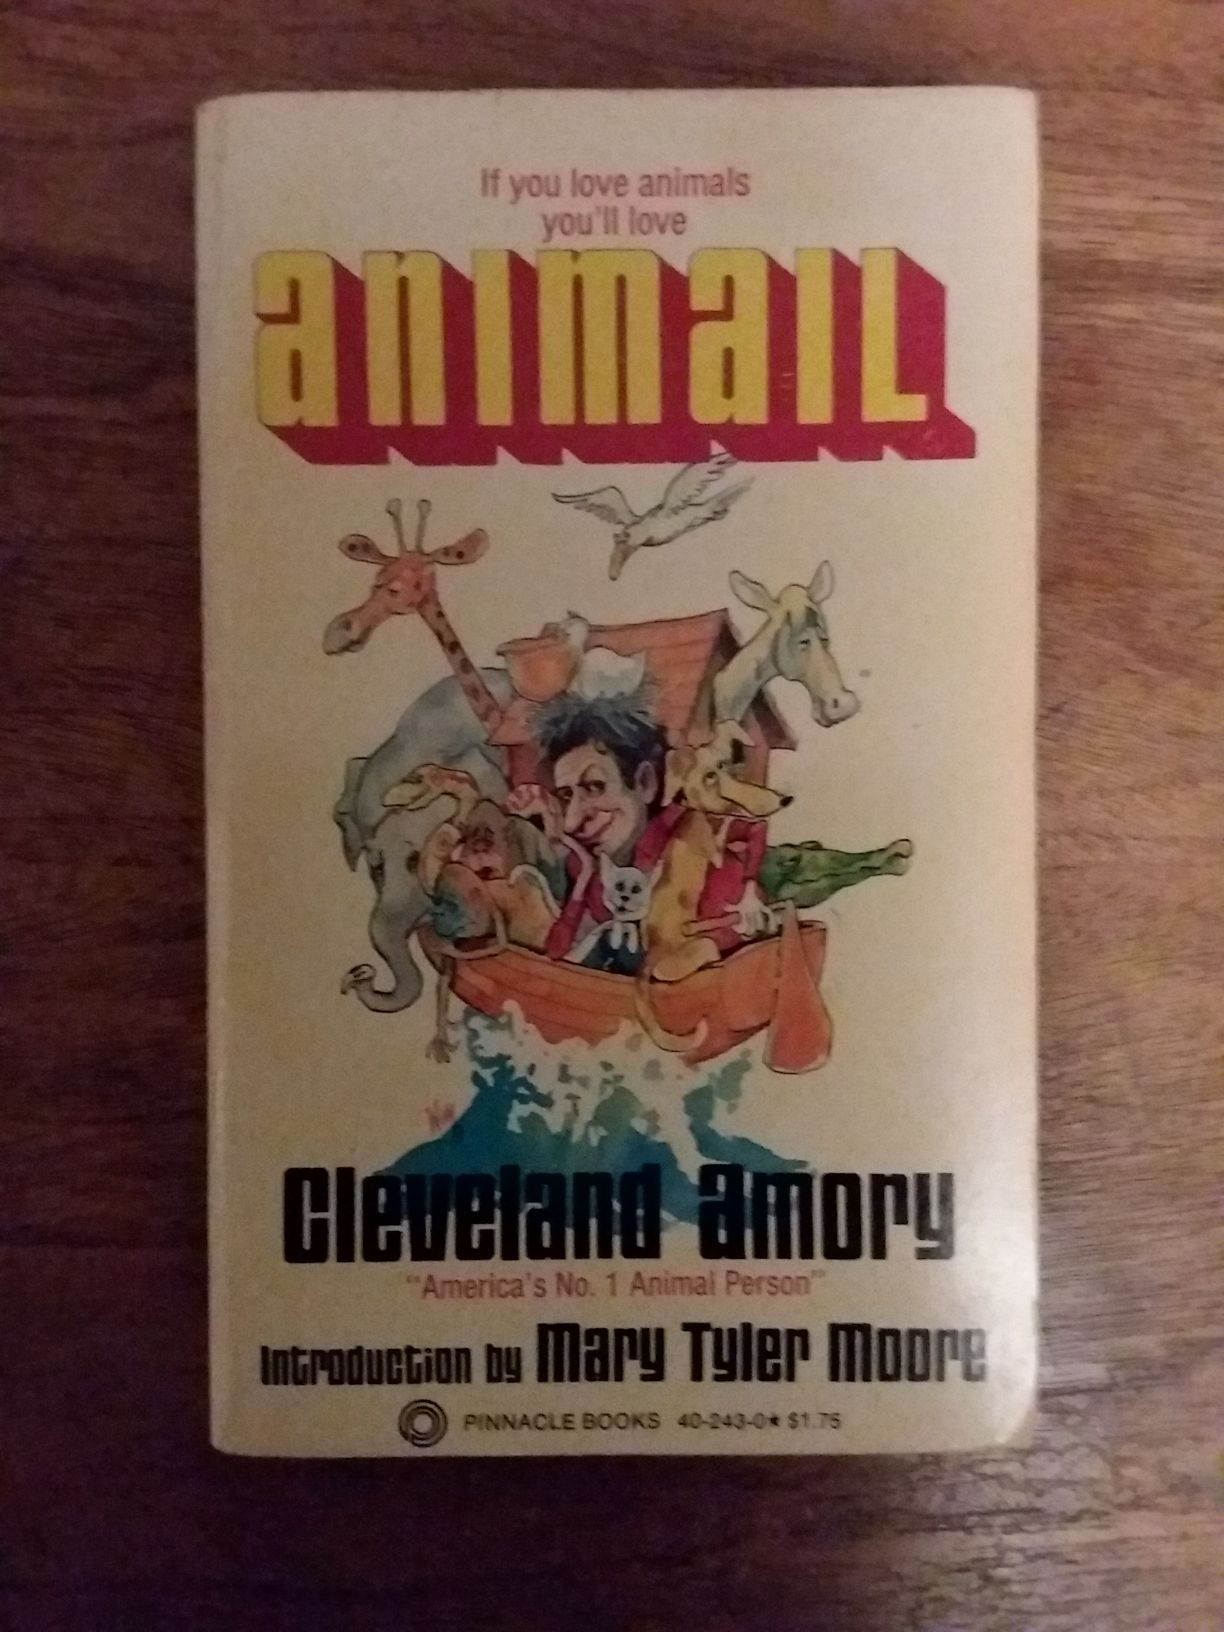 If you love animals
you'll love
anImaIL
Cleveland amory
"America's No. 1 Animal Person"
Introduction by Mary Tyler Moore
PINNACLE BOOKS 40-243-0★ $1.75